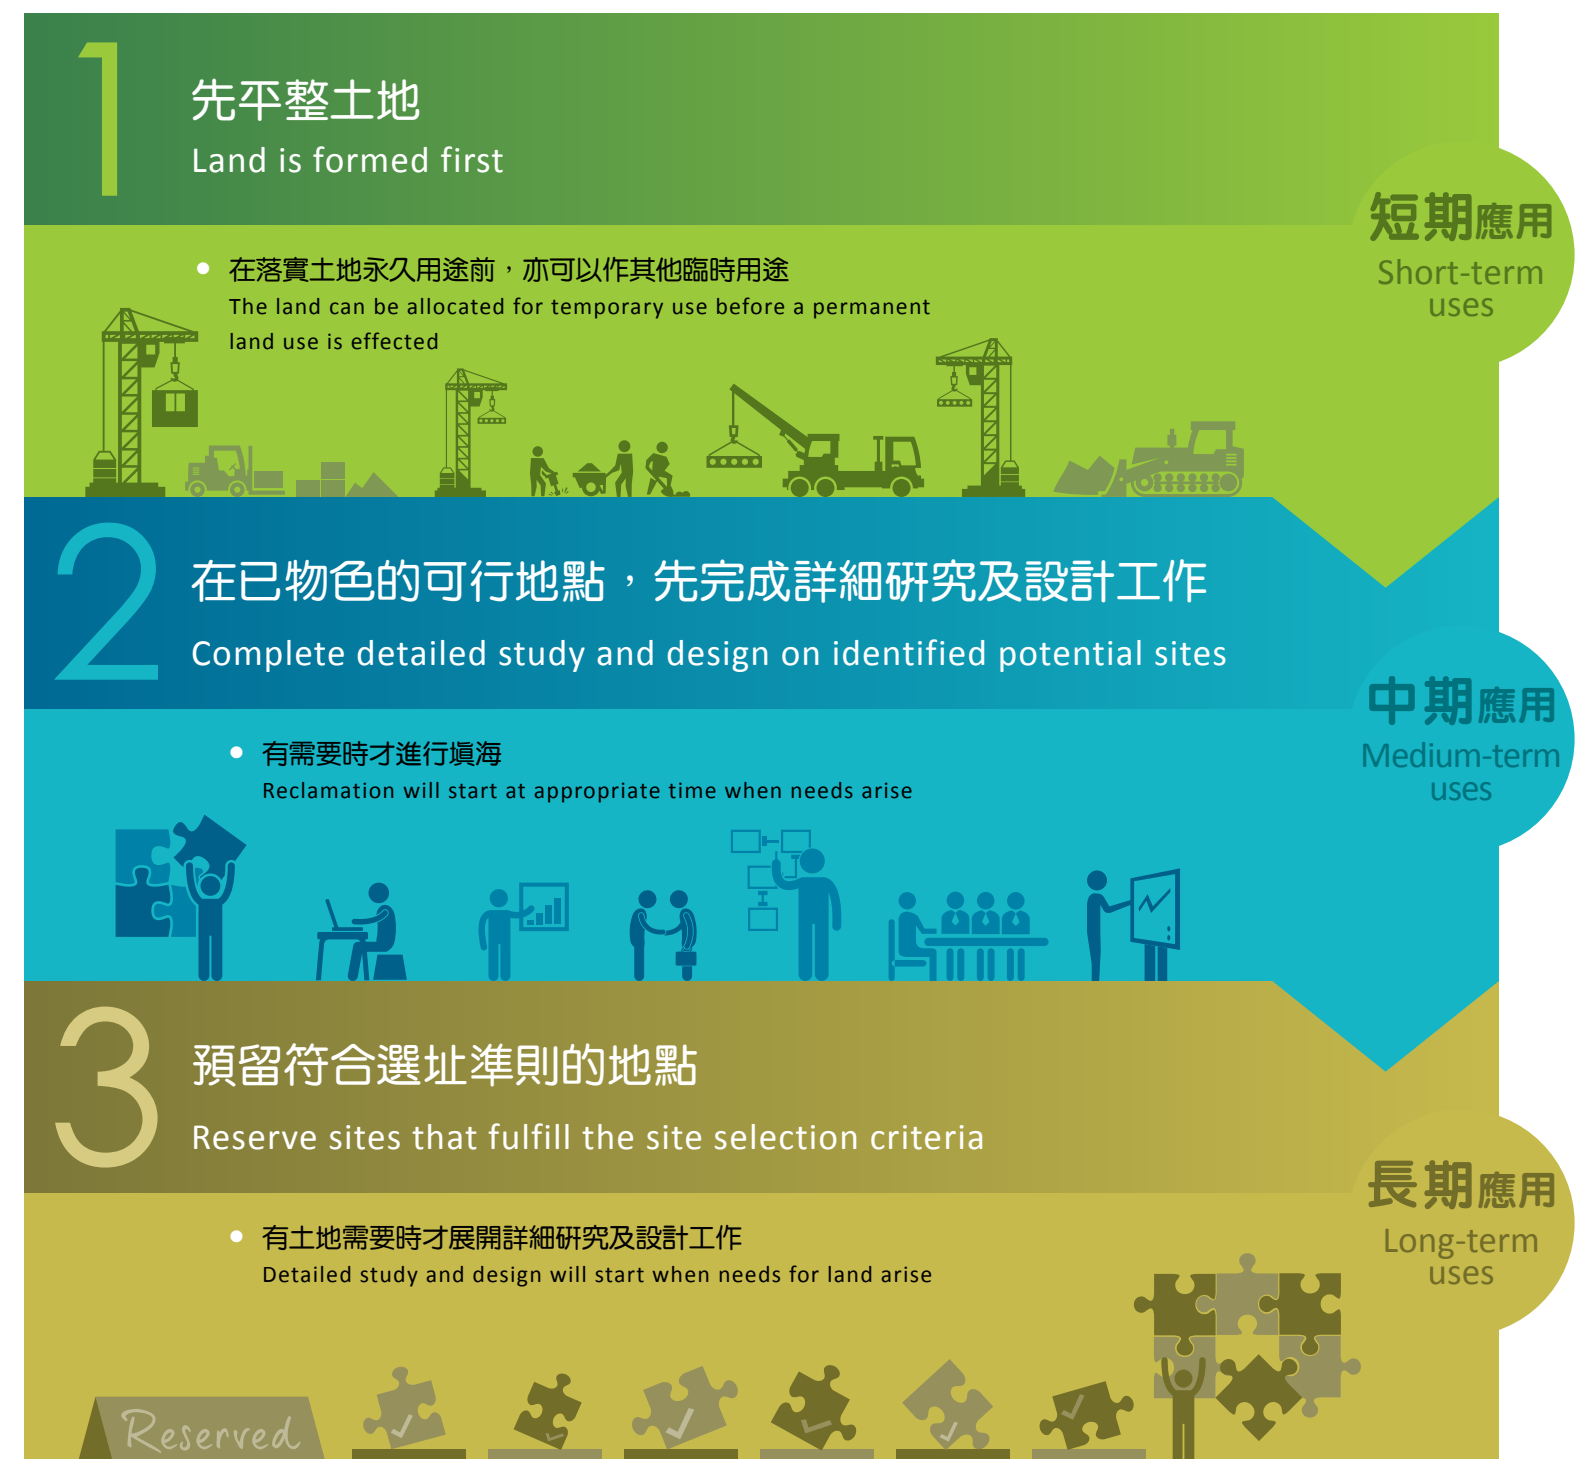 1
先平整土地
Land is formed first
短期應用
Short-term
uses
• 在落實土地永久用途前，亦可以作其他臨時用途
The land can be allocated for temporary use before a permanent
land use is effected
2
在已物色的可行地點，先完成詳細研究及設計工作
Complete detailed study and design on identified potential sites
中期應用
Medium-term
uses
• 有需要時才進行填海
Reclamation will start at appropriate time when needs arise
3
預留符合選址準則的地點
Reserve sites that fulfill the site selection criteria
長期應用
Long-term
uses
• 有土地需要時才展開詳細研究及設計工作
Detailed study and design will start when needs for land arise
Reserved